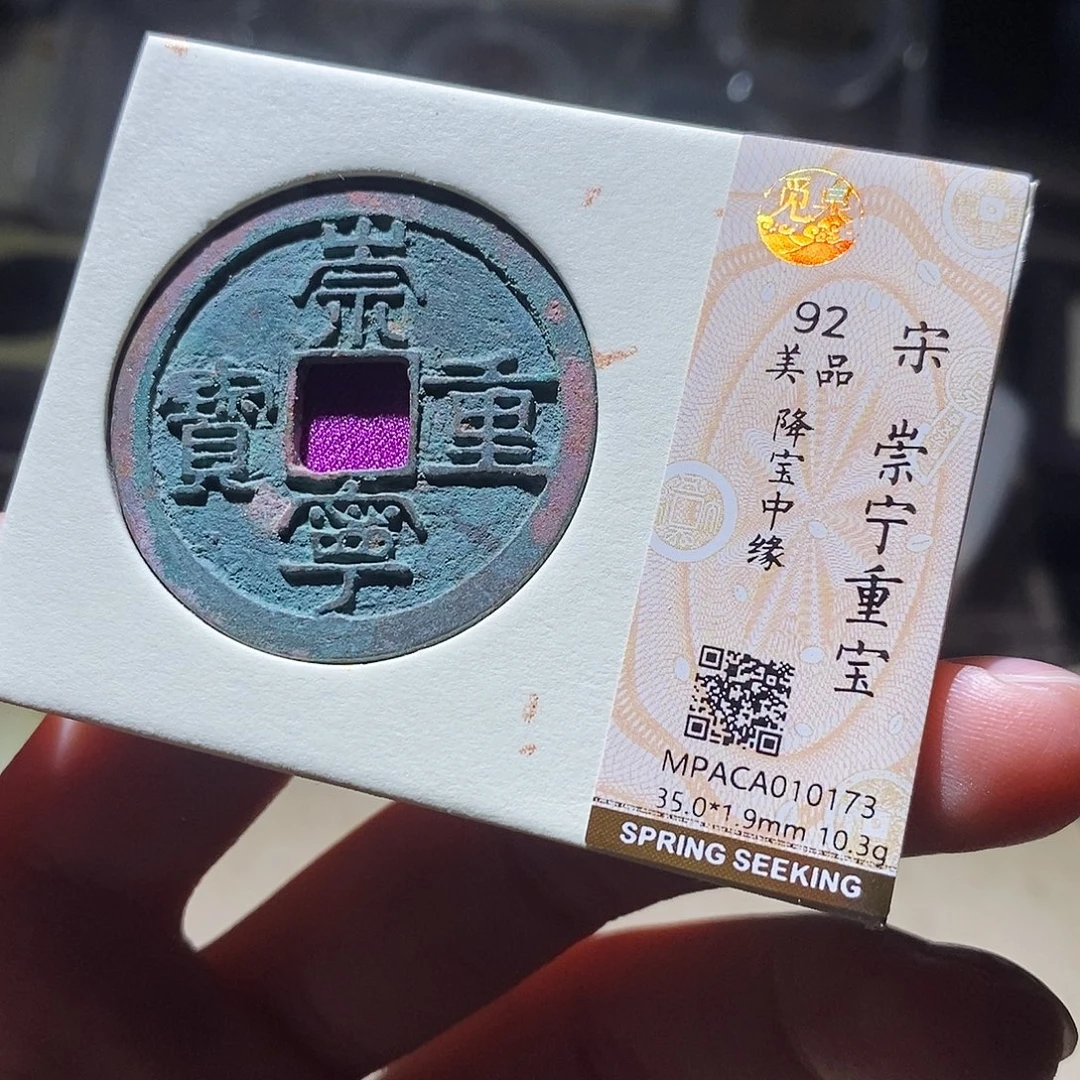 崇
寧
重
寶
觅泉
92
美品
降宝中缘
宋 崇宁重宝
MPACA010173
35.0*1.9mm 10.3g
SPRING SEEKING